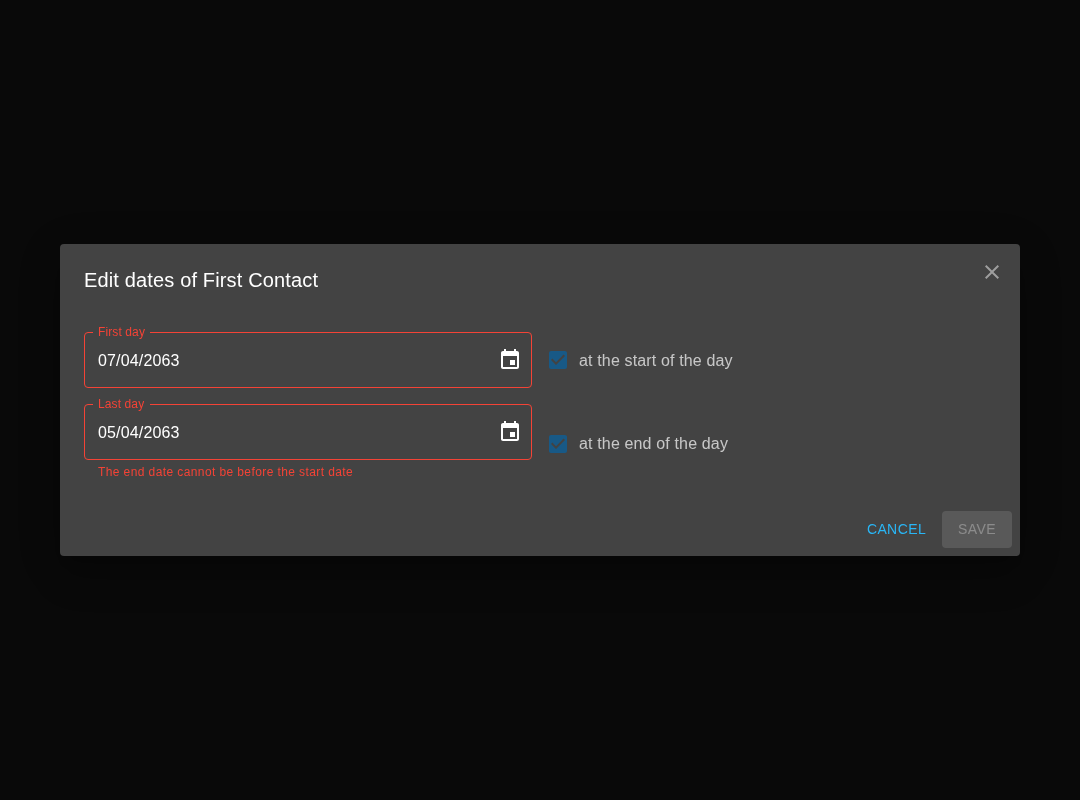 Edit dates of First Contact
First day
07/04/2063
at the start of the day
Last day
05/04/2063
at the end of the day
The end date cannot be before the start date
CANCEL
SAVE